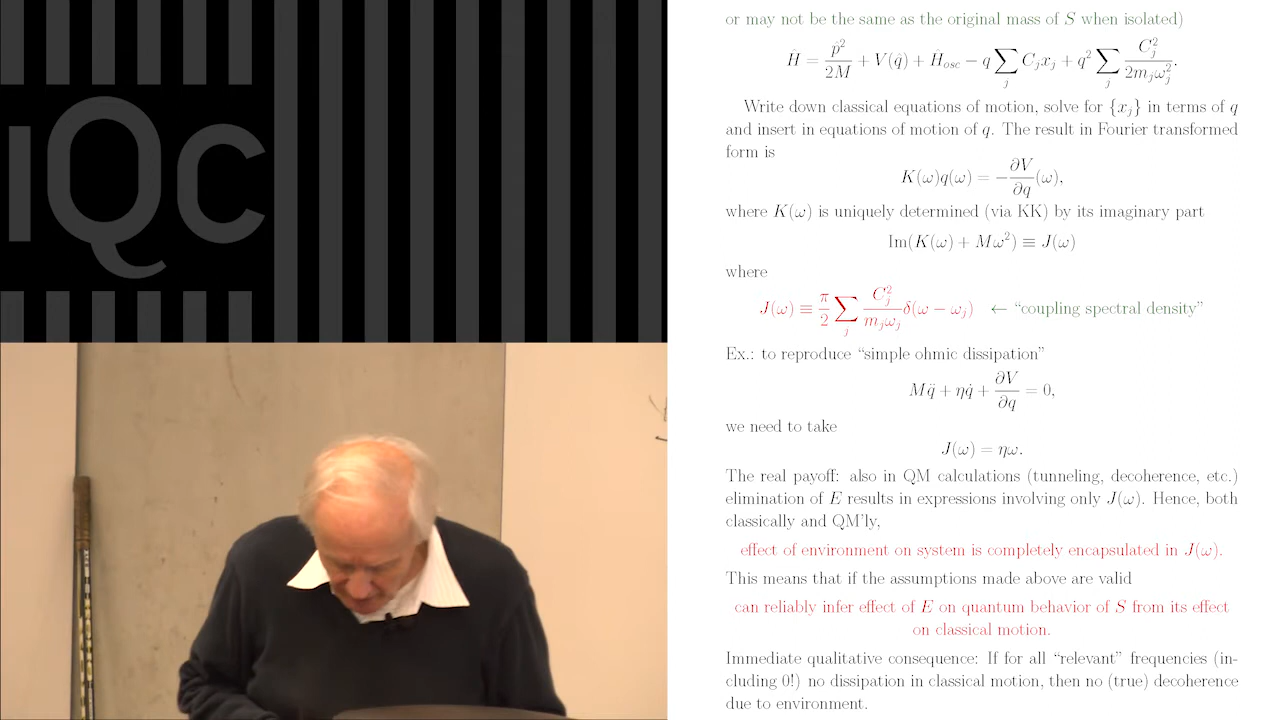 IQC
or may not be the same as the original mass of S when isolated)
Ĥ = p̂²/2M + V(q̂) + Ĥ_osc − q ∑_j C_j x_j + q² ∑_j C_j²/2m_jω_j².
Write down classical equations of motion, solve for {x_j} in terms of q
and insert in equations of motion of q. The result in Fourier transformed
form is
K(ω)q(ω) = −∂V/∂q(ω),
where K(ω) is uniquely determined (via KK) by its imaginary part
Im(K(ω) + Mω²) ≡ J(ω)
where
J(ω) ≡ π/2 ∑_j C_j²/m_jω_j δ(ω − ω_j) ← “coupling spectral density”
Ex.: to reproduce “simple ohmic dissipation”
Mq̈ + ηq̇ + ∂V/∂q = 0,
we need to take
J(ω) = ηω.
The real payoff: also in QM calculations (tunneling, decoherence, etc.)
elimination of E results in expressions involving only J(ω). Hence, both
classically and QM'ly,
effect of environment on system is completely encapsulated in J(ω).
This means that if the assumptions made above are valid
can reliably infer effect of E on quantum behavior of S from its effect
on classical motion.
Immediate qualitative consequence: If for all “relevant” frequencies (in-
cluding 0!) no dissipation in classical motion, then no (true) decoherence
due to environment.